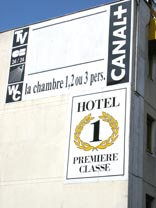 TV
24/24
WC
la chambre 1,2 ou 3 pers.
CANAL+
HOTEL
1
PREMIERE
CLASSE